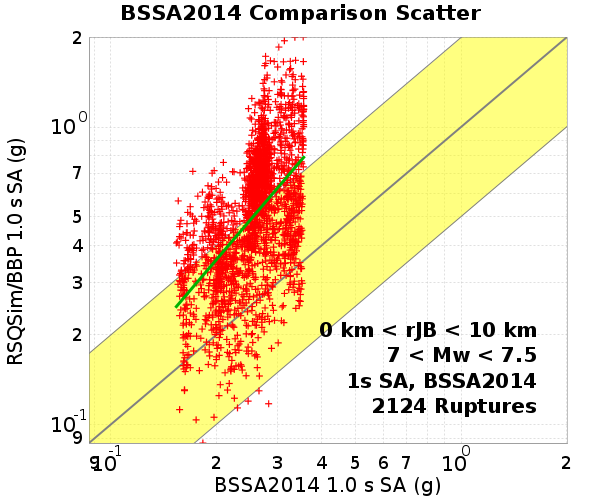 BSSA2014 Comparison Scatter
2
10^0
7
5
4
3
2
10^-1
9
RSQSim/BBP 1.0 s SA (g)
0 km < rJB < 10 km
7 < Mw < 7.5
1s SA, BSSA2014
2124 Ruptures
9 10^-1 2 3 4 5 6 7 10^0 2
BSSA2014 1.0 s SA (g)